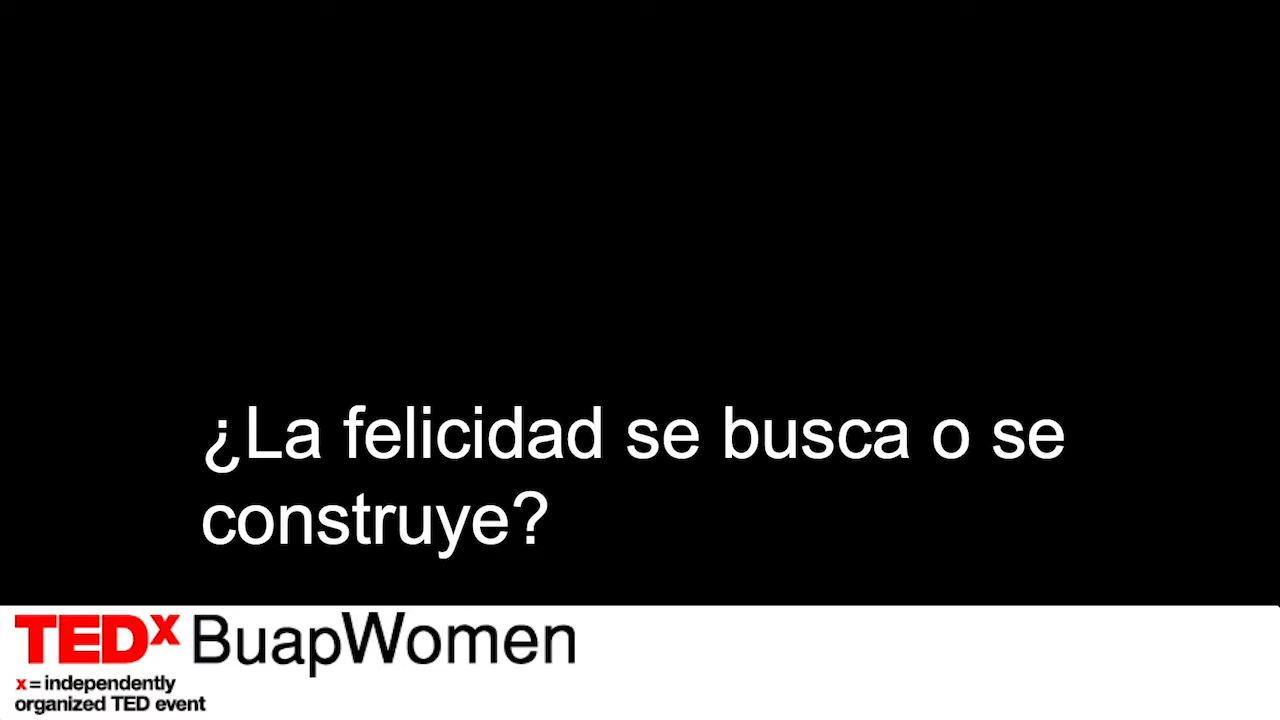 ¿La felicidad se busca o se
construye?
TEDx BuapWomen
x = independently
organized TED event